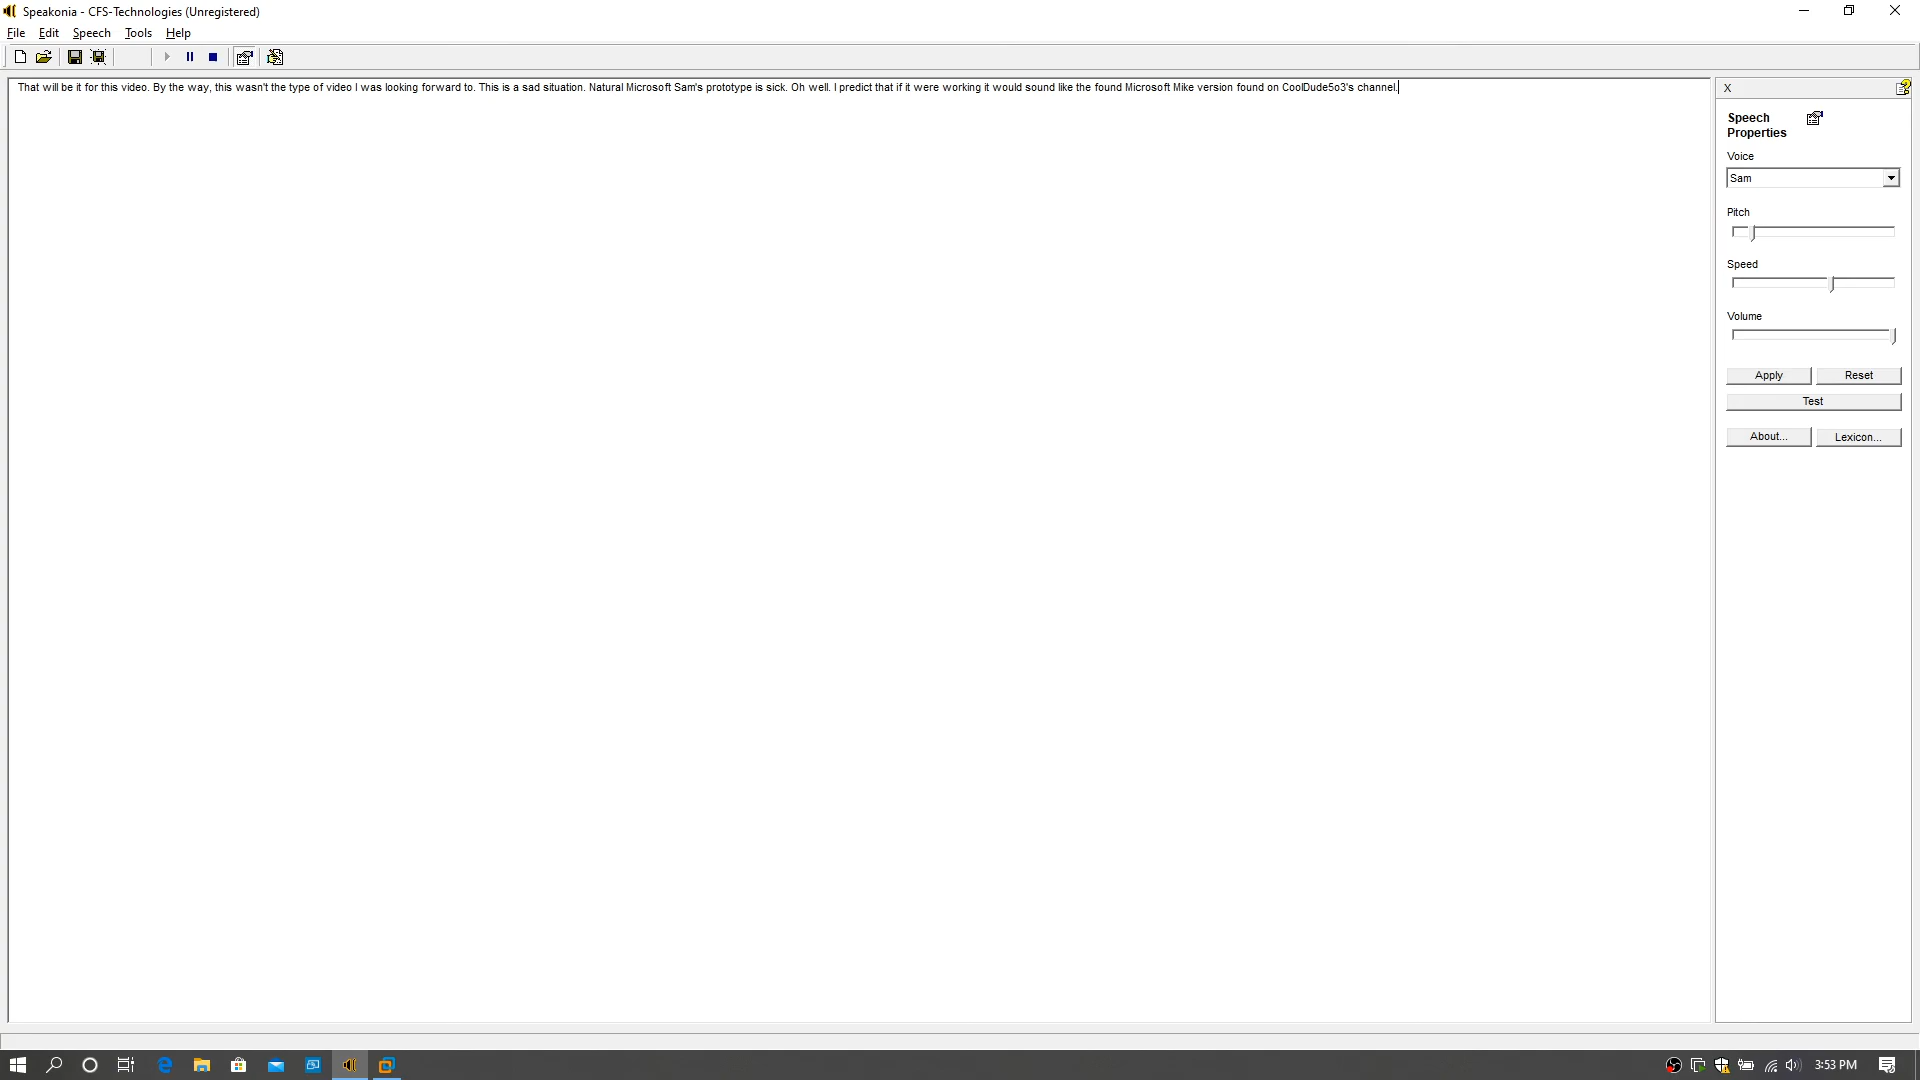 Speakonia - CFS-Technologies (Unregistered)
File Edit Speech Tools Help
That will be it for this video. By the way, this wasn't the type of video I was looking forward to. This is a sad situation. Natural Microsoft Sam's prototype is sick. Oh well. I predict that if it were working it would sound like the found Microsoft Mike version found on CoolDude5o3's channel.
X
Speech
Properties
Voice
Sam
Pitch
Speed
Volume
Apply Reset
Test
About... Lexicon...
3:53 PM